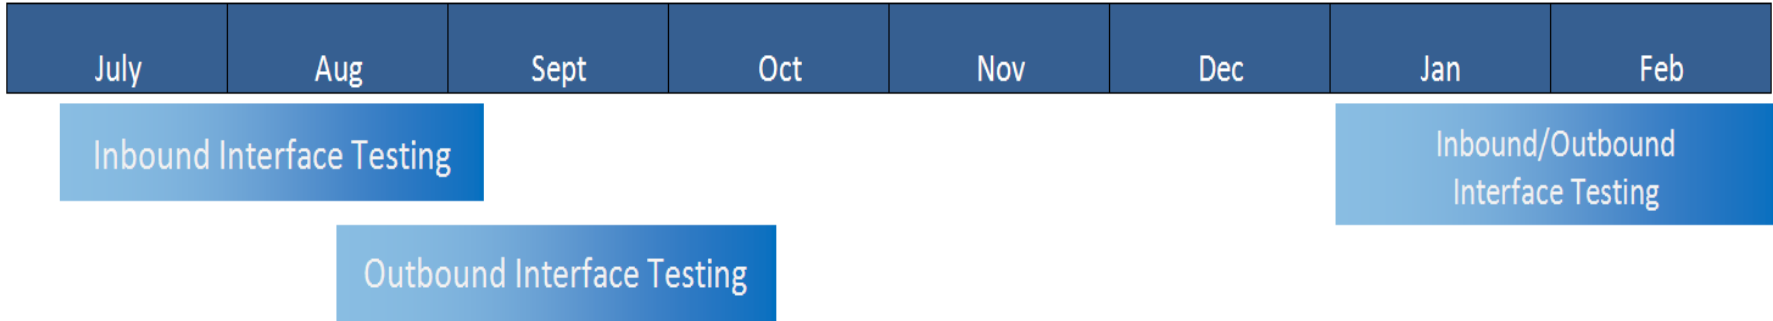 July Aug Sept Oct Nov Dec Jan Feb
Inbound Interface Testing
Inbound/Outbound
Interface Testing
Outbound Interface Testing